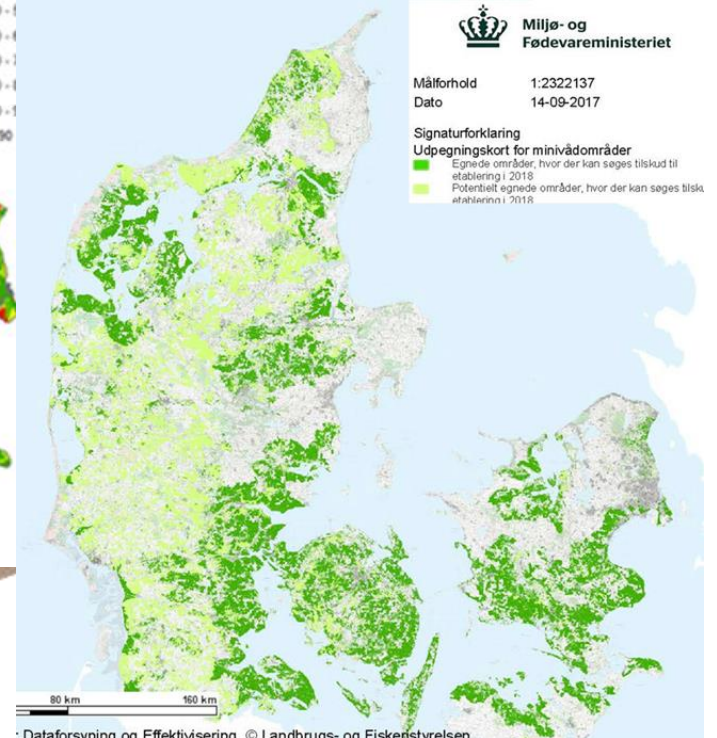 Miljø- og
Fødevareministeriet
Målforhold 1:2322137
Dato 14-09-2017
Signaturforklaring
Udpegningskort for minivådområder
Egnede områder, hvor der kan søges tilskud til
etablering i 2018
Potentielt egnede områder, hvor der kan søges tilsku
etablering i 2018
80 km 160 km
: Dataforsyning og Effektivisering, © Landbrugs- og Fiskeristyrelsen